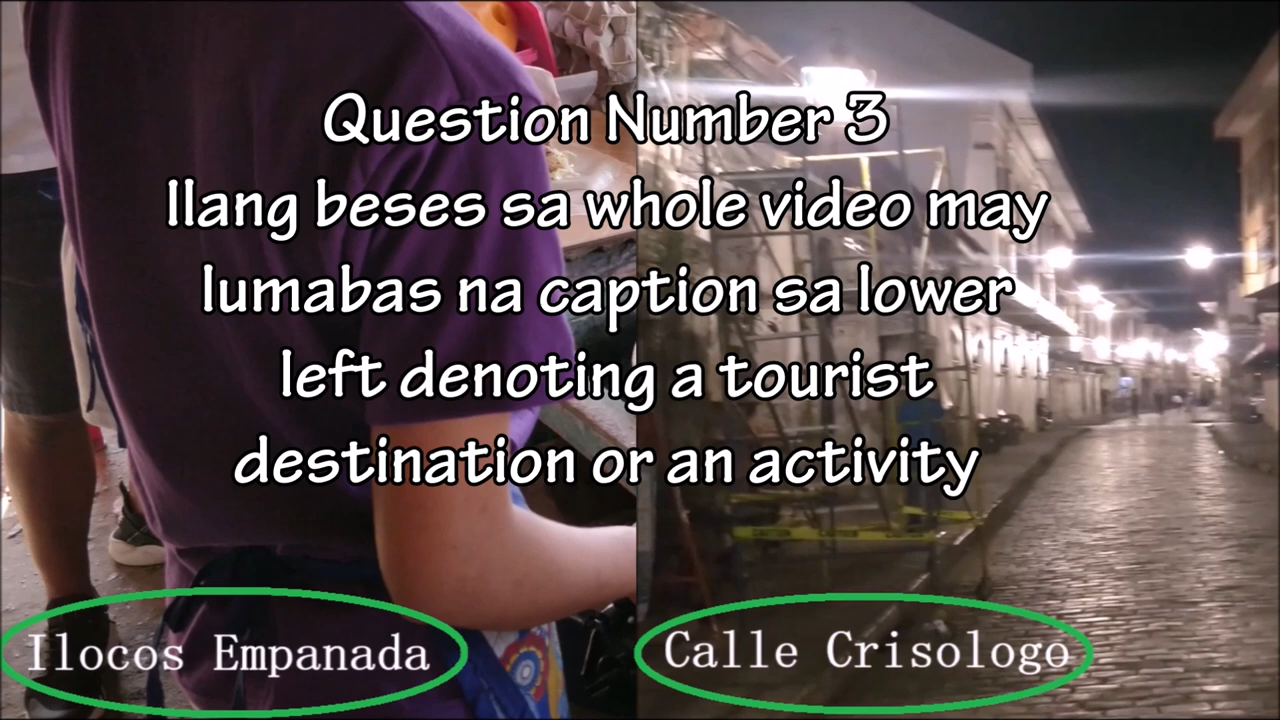 Question Number 3
Ilang beses sa whole video may
lumabas na caption sa lower
left denoting a tourist
destination or an activity
Ilocos Empanada
Calle Crisologo